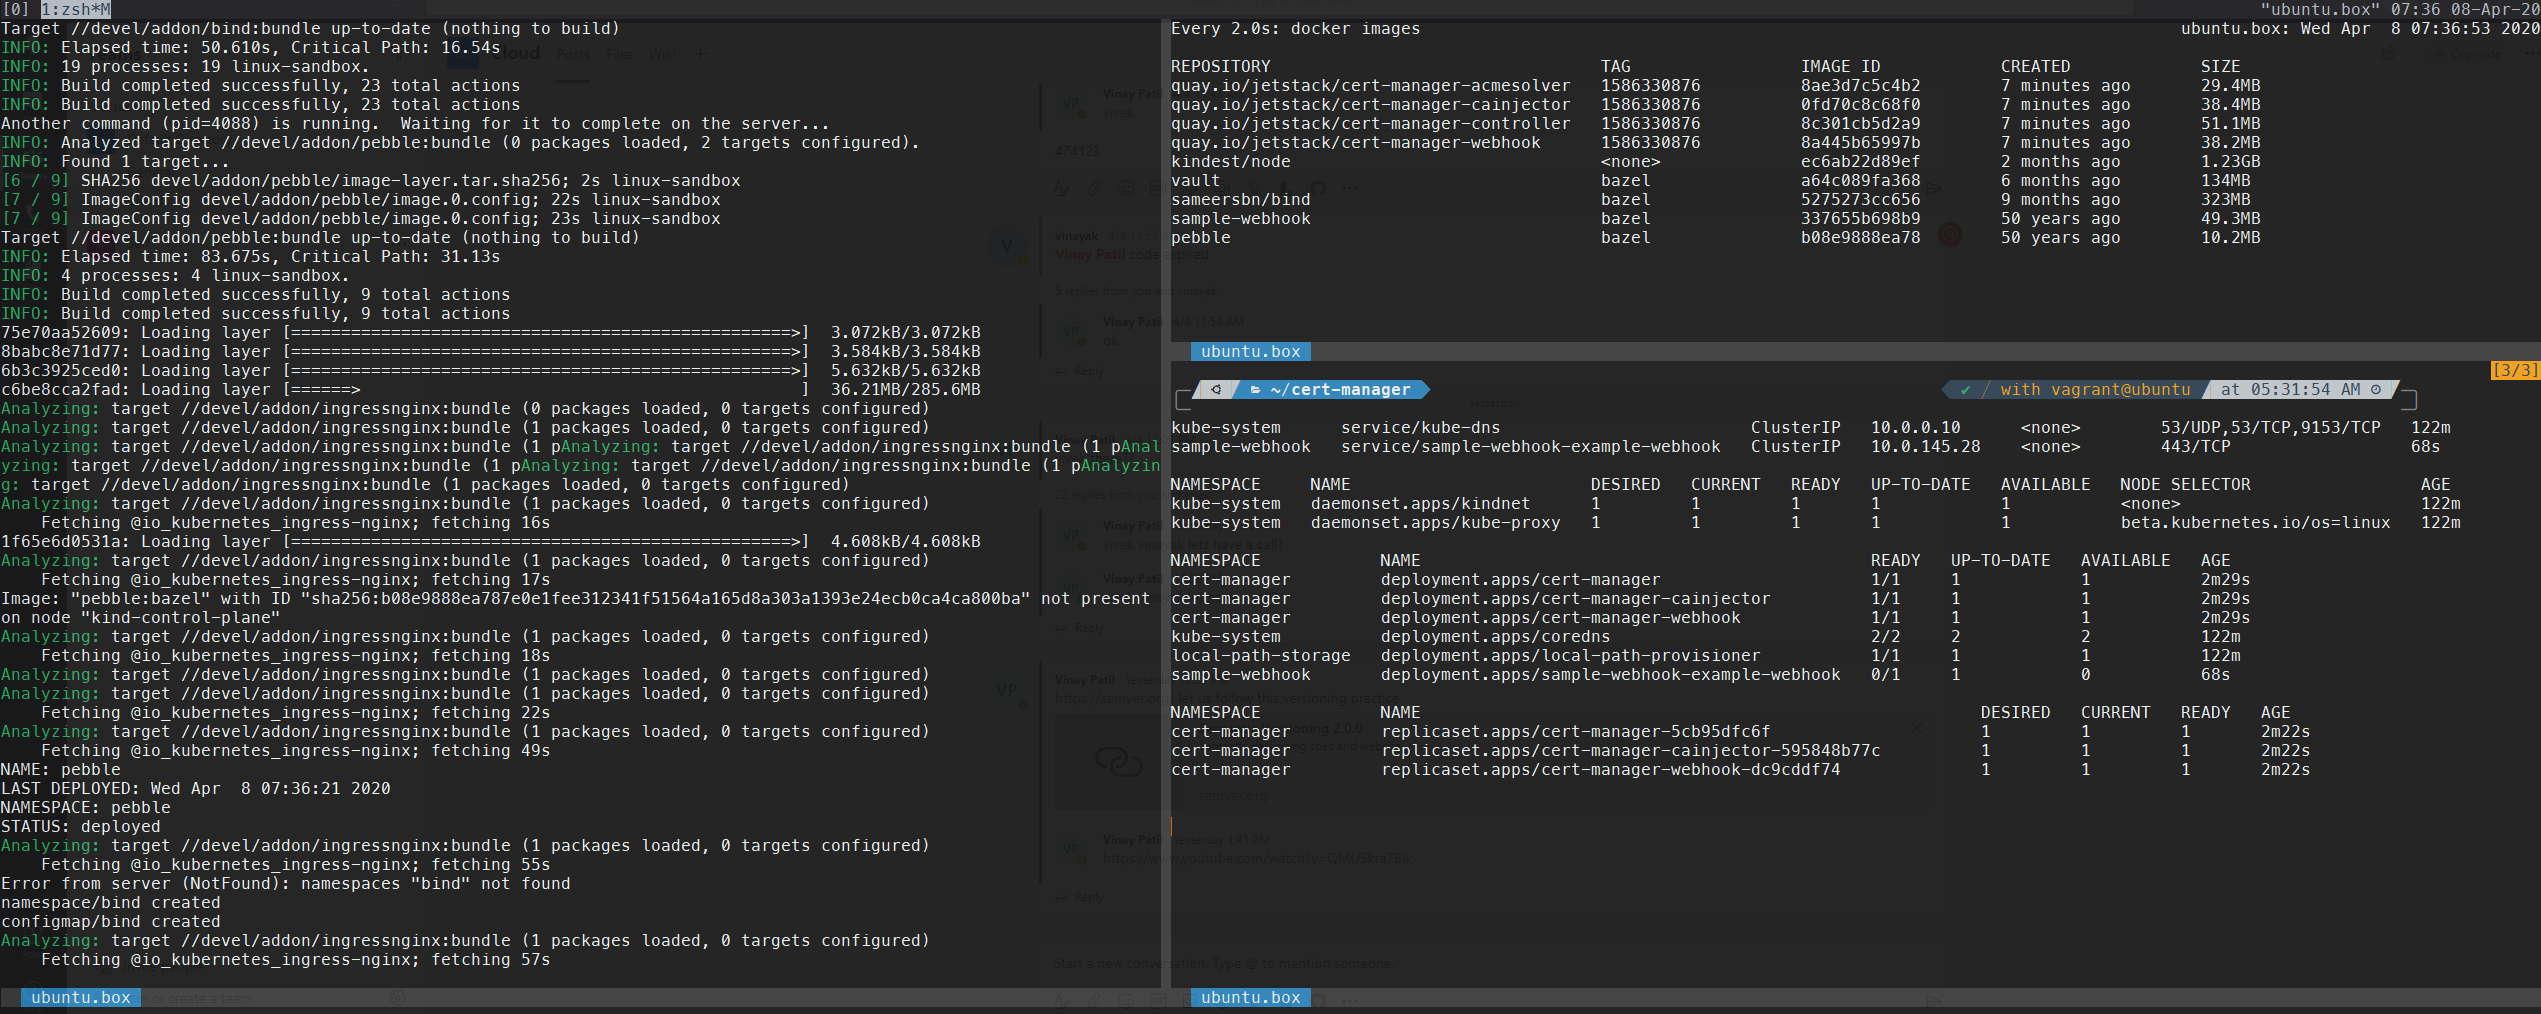 [0] 1:zsh*M
"ubuntu.box" 07:36 08-Apr-20
Target //devel/addon/bind:bundle up-to-date (nothing to build)
INFO: Elapsed time: 50.610s, Critical Path: 16.54s
INFO: 19 processes: 19 linux-sandbox.
INFO: Build completed successfully, 23 total actions
INFO: Build completed successfully, 23 total actions
Another command (pid=4088) is running.  Waiting for it to complete on the server...
INFO: Analyzed target //devel/addon/pebble:bundle (0 packages loaded, 2 targets configured).
INFO: Found 1 target...
[6 / 9] SHA256 devel/addon/pebble/image-layer.tar.sha256; 2s linux-sandbox
[7 / 9] ImageConfig devel/addon/pebble/image.0.config; 22s linux-sandbox
[7 / 9] ImageConfig devel/addon/pebble/image.0.config; 23s linux-sandbox
Target //devel/addon/pebble:bundle up-to-date (nothing to build)
INFO: Elapsed time: 83.675s, Critical Path: 31.13s
INFO: 4 processes: 4 linux-sandbox.
INFO: Build completed successfully, 9 total actions
INFO: Build completed successfully, 9 total actions
75e70aa52609: Loading layer [==================================================>]  3.072kB/3.072kB
8babc8e71d77: Loading layer [==================================================>]  3.584kB/3.584kB
6b3c3925ced0: Loading layer [==================================================>]  5.632kB/5.632kB
c6be8cca2fad: Loading layer [======>                                            ]  36.21MB/285.6MB
Analyzing: target //devel/addon/ingressnginx:bundle (0 packages loaded, 0 targets configured)
Analyzing: target //devel/addon/ingressnginx:bundle (1 packages loaded, 0 targets configured)
Analyzing: target //devel/addon/ingressnginx:bundle (1 pAnalyzing: target //devel/addon/ingressnginx:bundle (1 pAnal
yzing: target //devel/addon/ingressnginx:bundle (1 pAnalyzing: target //devel/addon/ingressnginx:bundle (1 pAnalyzin
g: target //devel/addon/ingressnginx:bundle (1 packages loaded, 0 targets configured)
Analyzing: target //devel/addon/ingressnginx:bundle (1 packages loaded, 0 targets configured)
    Fetching @io_kubernetes_ingress-nginx; fetching 16s
1f65e6d0531a: Loading layer [==================================================>]  4.608kB/4.608kB
Analyzing: target //devel/addon/ingressnginx:bundle (1 packages loaded, 0 targets configured)
    Fetching @io_kubernetes_ingress-nginx; fetching 17s
Image: "pebble:bazel" with ID "sha256:b08e9888ea787e0e1fee312341f51564a165d8a303a1393e24ecb0ca4ca800ba" not present
on node "kind-control-plane"
Analyzing: target //devel/addon/ingressnginx:bundle (1 packages loaded, 0 targets configured)
    Fetching @io_kubernetes_ingress-nginx; fetching 18s
Analyzing: target //devel/addon/ingressnginx:bundle (1 packages loaded, 0 targets configured)
Analyzing: target //devel/addon/ingressnginx:bundle (1 packages loaded, 0 targets configured)
    Fetching @io_kubernetes_ingress-nginx; fetching 22s
Analyzing: target //devel/addon/ingressnginx:bundle (1 packages loaded, 0 targets configured)
    Fetching @io_kubernetes_ingress-nginx; fetching 49s
NAME: pebble
LAST DEPLOYED: Wed Apr  8 07:36:21 2020
NAMESPACE: pebble
STATUS: deployed
Analyzing: target //devel/addon/ingressnginx:bundle (1 packages loaded, 0 targets configured)
    Fetching @io_kubernetes_ingress-nginx; fetching 55s
Error from server (NotFound): namespaces "bind" not found
namespace/bind created
configmap/bind created
Analyzing: target //devel/addon/ingressnginx:bundle (1 packages loaded, 0 targets configured)
    Fetching @io_kubernetes_ingress-nginx; fetching 57s
ubuntu.box
Every 2.0s: docker images    ubuntu.box: Wed Apr  8 07:36:53 2020
REPOSITORY    TAG    IMAGE ID    CREATED    SIZE
quay.io/jetstack/cert-manager-acmesolver    1586330876    8ae3d7c5c4b2    7 minutes ago    29.4MB
quay.io/jetstack/cert-manager-cainjector    1586330876    0fd70c8c68f0    7 minutes ago    38.4MB
quay.io/jetstack/cert-manager-controller    1586330876    8c301cb5d2a9    7 minutes ago    51.1MB
quay.io/jetstack/cert-manager-webhook    1586330876    8a445b65997b    7 minutes ago    38.2MB
kindest/node    <none>    ec6ab22d89ef    2 months ago    1.23GB
vault    bazel    a64c089fa368    6 months ago    134MB
sameersbn/bind    bazel    5275273cc656    9 months ago    323MB
sample-webhook    bazel    337655b698b9    50 years ago    49.3MB
pebble    bazel    b08e9888ea78    50 years ago    10.2MB
ubuntu.box
[3/3]
~/cert-manager    ✔ with vagrant@ubuntu at 05:31:54 AM
kube-system    service/kube-dns    ClusterIP    10.0.0.10    <none>    53/UDP,53/TCP,9153/TCP    122m
sample-webhook    service/sample-webhook-example-webhook    ClusterIP    10.0.145.28    <none>    443/TCP    68s
NAMESPACE    NAME    DESIRED    CURRENT    READY    UP-TO-DATE    AVAILABLE    NODE SELECTOR    AGE
kube-system    daemonset.apps/kindnet    1    1    1    1    1    <none>    122m
kube-system    daemonset.apps/kube-proxy    1    1    1    1    1    beta.kubernetes.io/os=linux    122m
NAMESPACE    NAME    READY    UP-TO-DATE    AVAILABLE    AGE
cert-manager    deployment.apps/cert-manager    1/1    1    1    2m29s
cert-manager    deployment.apps/cert-manager-cainjector    1/1    1    1    2m29s
cert-manager    deployment.apps/cert-manager-webhook    1/1    1    1    2m29s
kube-system    deployment.apps/coredns    2/2    2    2    122m
local-path-storage    deployment.apps/local-path-provisioner    1/1    1    1    122m
sample-webhook    deployment.apps/sample-webhook-example-webhook    0/1    1    0    68s
NAMESPACE    NAME    DESIRED    CURRENT    READY    AGE
cert-manager    replicaset.apps/cert-manager-5cb95dfc6f    1    1    1    2m22s
cert-manager    replicaset.apps/cert-manager-cainjector-595848b77c    1    1    1    2m22s
cert-manager    replicaset.apps/cert-manager-webhook-dc9cddf74    1    1    1    2m22s
ubuntu.box